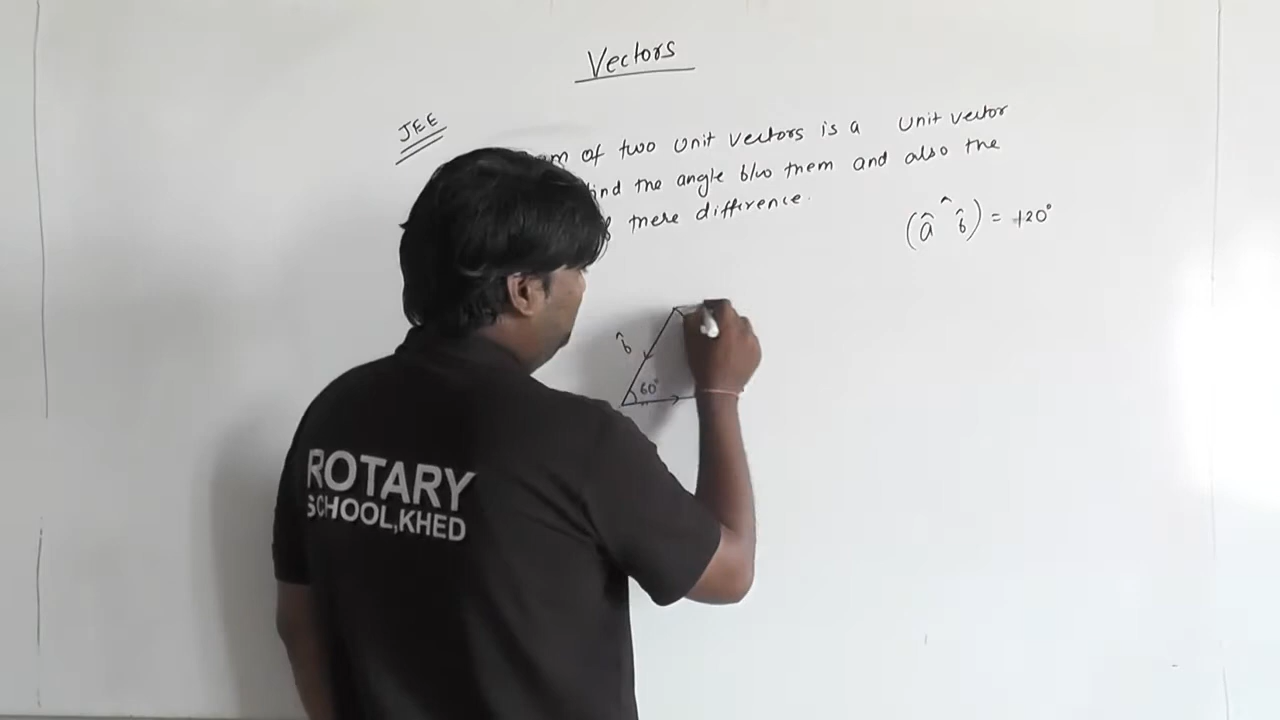 Vectors
JEE
of two unit vectors is a unit vector
find the angle b/w them and also the
mere difference.
(â ^ b̂) = 120°
b̂
60°
ROTARY
SCHOOL,KHED